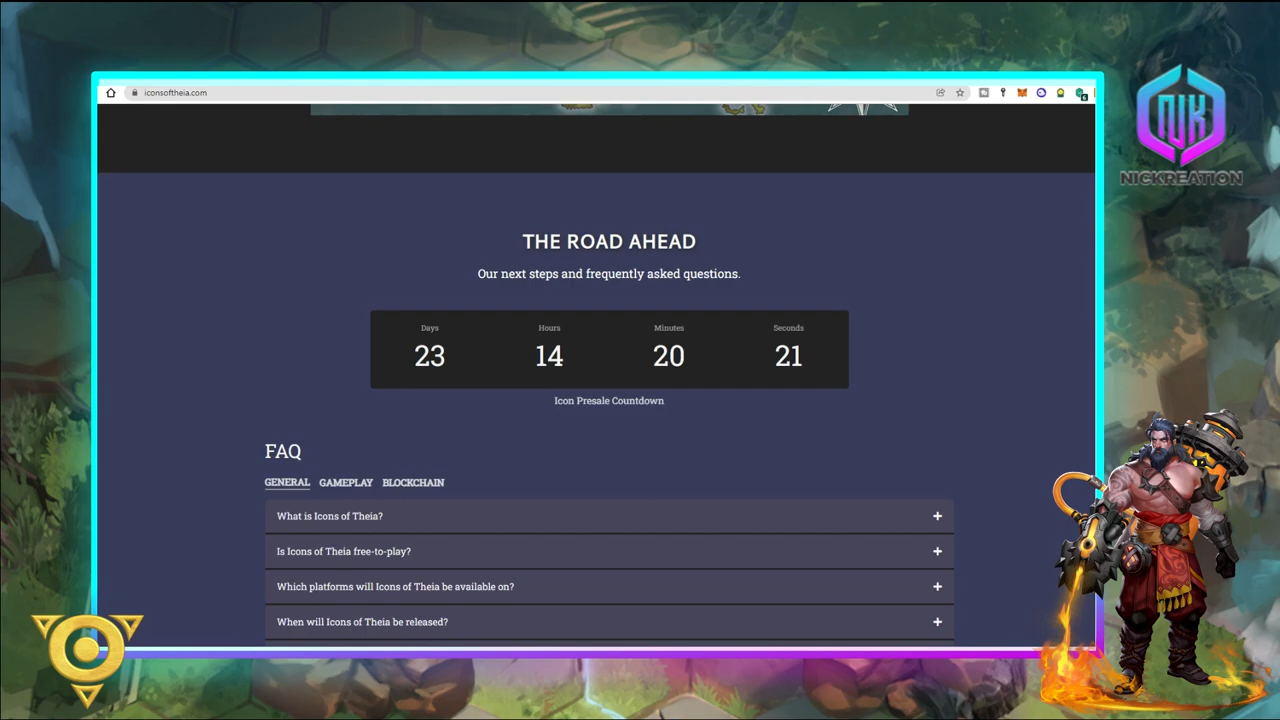 iconsoftheia.com
NICKREATION
THE ROAD AHEAD
Our next steps and frequently asked questions.
Days Hours Minutes Seconds
23 14 20 21
Icon Presale Countdown
FAQ
GENERAL GAMEPLAY BLOCKCHAIN
What is Icons of Theia?
Is Icons of Theia free-to-play?
Which platforms will Icons of Theia be available on?
When will Icons of Theia be released?